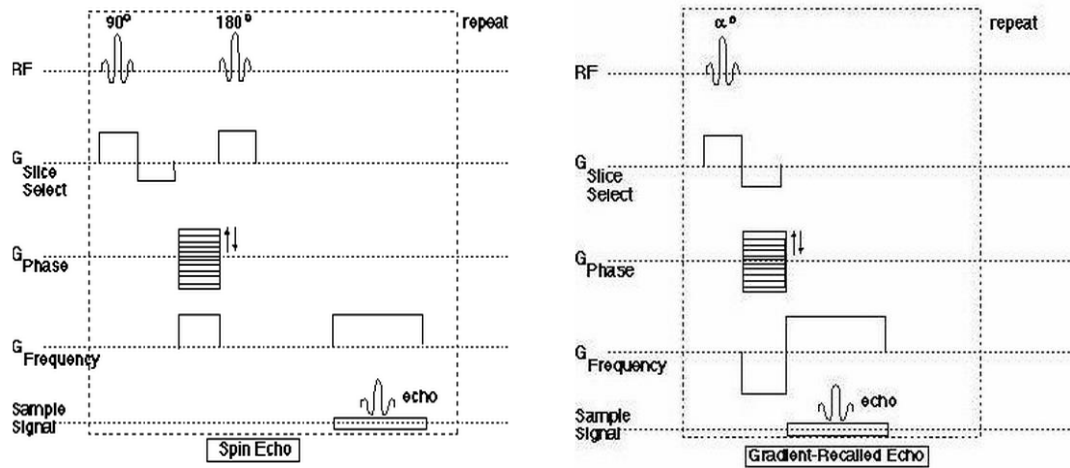 90° 180° repeat
RF
G Slice Select
G Phase
G Frequency
echo
Sample Signal
Spin Echo
α° repeat
RF
G Slice Select
G Phase
G Frequency
echo
Sample Signal
Gradient-Recalled Echo